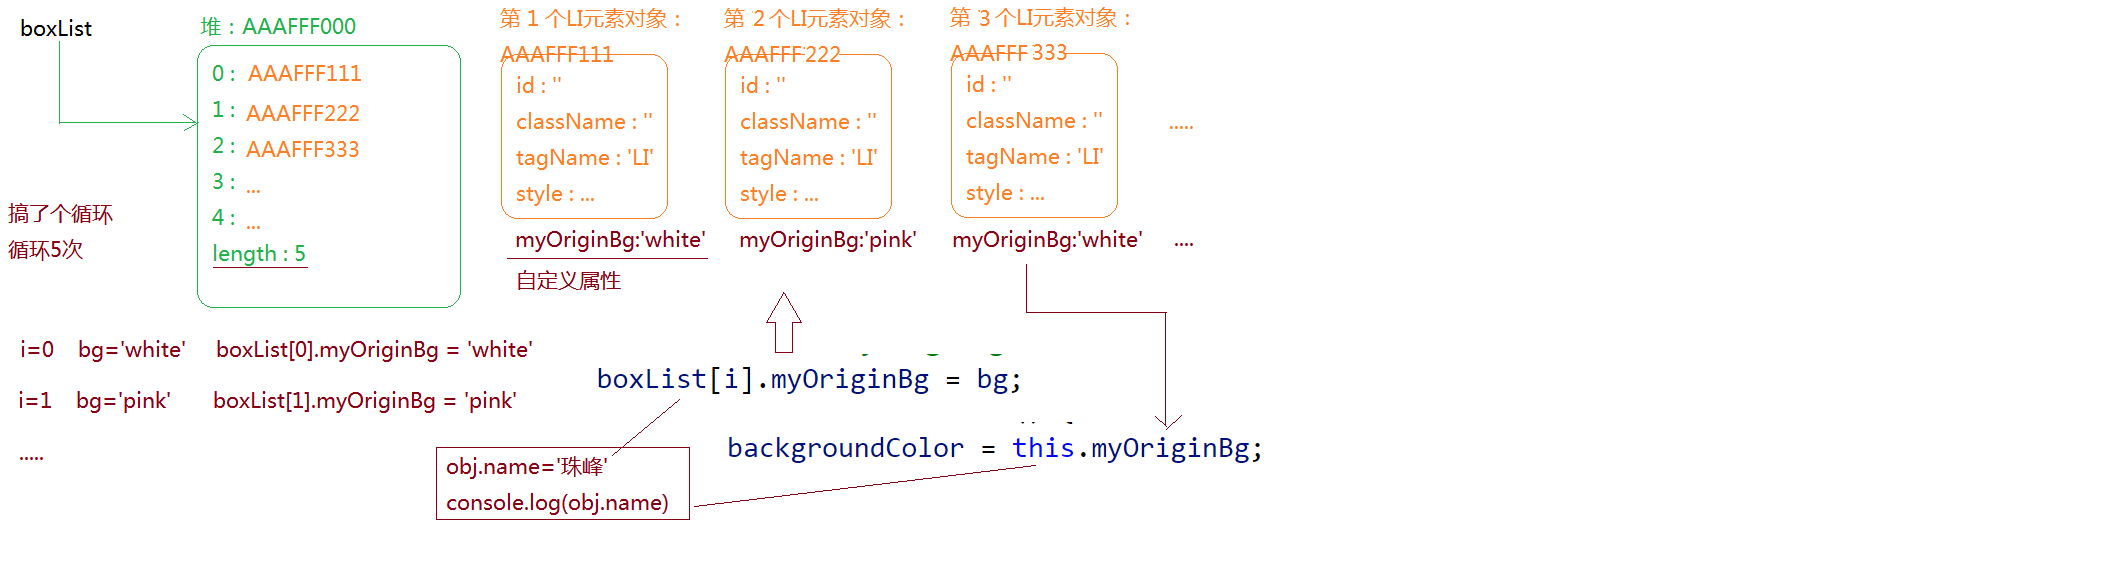 boxList
堆：AAAFFF000
0 : AAAFFF111
1 : AAAFFF222
2 : AAAFFF333
3 : ...
4 : ...
length : 5
搞了个循环
循环5次
第 1 个LI元素对象：
AAAFFF111
id : ''
className : ''
tagName : 'LI'
style : ...
myOriginBg:'white'
自定义属性
第 2 个LI元素对象：
AAAFFF 222
id : ''
className : ''
tagName : 'LI'
style : ...
myOriginBg:'pink'
第 3 个LI元素对象：
AAAFFF 333
id : ''
className : ''
tagName : 'LI'
style : ...
myOriginBg:'white'
.....
....
i=0 bg='white' boxList[0].myOriginBg = 'white'
i=1 bg='pink' boxList[1].myOriginBg = 'pink'
.....
boxList[i].myOriginBg = bg;
backgroundColor = this.myOriginBg;
obj.name='珠峰'
console.log(obj.name)